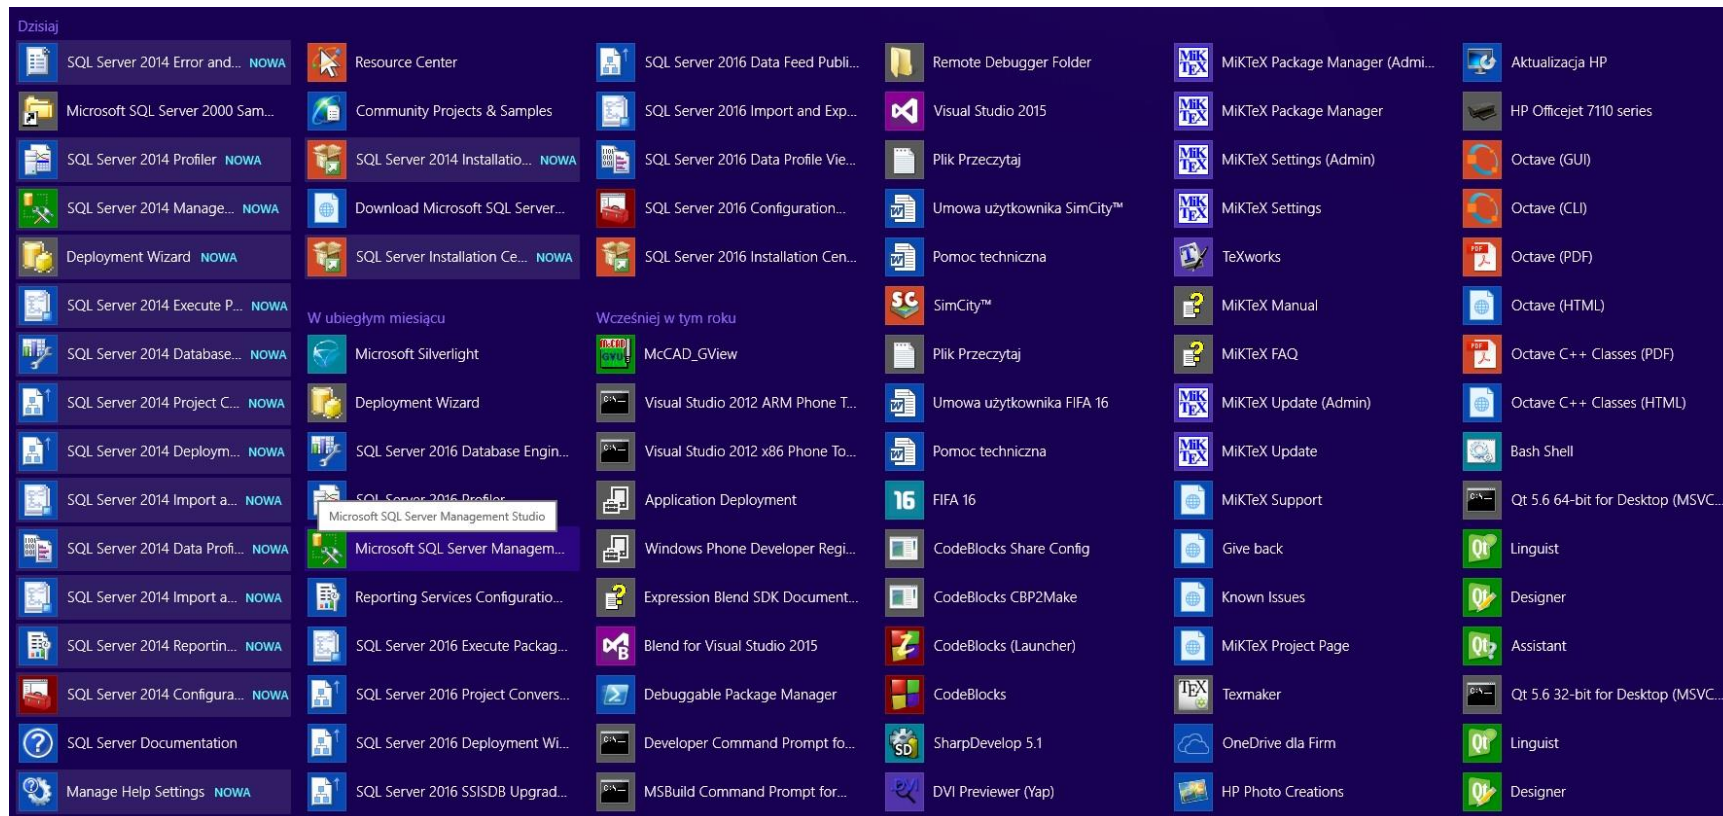 Dzisiaj
SQL Server 2014 Error and... NOWA
Microsoft SQL Server 2000 Sam...
SQL Server 2014 Profiler NOWA
SQL Server 2014 Manage... NOWA
Deployment Wizard NOWA
SQL Server 2014 Execute P... NOWA
SQL Server 2014 Database... NOWA
SQL Server 2014 Project C... NOWA
SQL Server 2014 Deploym... NOWA
SQL Server 2014 Import a... NOWA
SQL Server 2014 Data Profi... NOWA
SQL Server 2014 Import a... NOWA
SQL Server 2014 Reportin... NOWA
SQL Server 2014 Configura... NOWA
SQL Server Documentation
Manage Help Settings NOWA
Resource Center
Community Projects & Samples
SQL Server 2014 Installatio... NOWA
Download Microsoft SQL Server...
SQL Server Installation Ce... NOWA
W ubiegłym miesiącu
Microsoft Silverlight
Deployment Wizard
SQL Server 2016 Database Engin...
SQL Server 2016 Profiler
Microsoft SQL Server Management Studio
Microsoft SQL Server Managem...
Reporting Services Configuratio...
SQL Server 2016 Execute Packag...
SQL Server 2016 Project Convers...
SQL Server 2016 Deployment Wi...
SQL Server 2016 SSISDB Upgrad...
SQL Server 2016 Data Feed Publi...
SQL Server 2016 Import and Exp...
SQL Server 2016 Data Profile Vie...
SQL Server 2016 Configuration...
SQL Server 2016 Installation Cen...
Wcześniej w tym roku
McCAD_GView
Visual Studio 2012 ARM Phone T...
Visual Studio 2012 x86 Phone To...
Application Deployment
Windows Phone Developer Regi...
Expression Blend SDK Document...
Blend for Visual Studio 2015
Debuggable Package Manager
Developer Command Prompt fo...
MSBuild Command Prompt for...
Remote Debugger Folder
Visual Studio 2015
Plik Przeczytaj
Umowa użytkownika SimCity™
Pomoc techniczna
SimCity™
Plik Przeczytaj
Umowa użytkownika FIFA 16
Pomoc techniczna
FIFA 16
CodeBlocks Share Config
CodeBlocks CBP2Make
CodeBlocks (Launcher)
CodeBlocks
SharpDevelop 5.1
DVI Previewer (Yap)
MiKTeX Package Manager (Admi...
MiKTeX Package Manager
MiKTeX Settings (Admin)
MiKTeX Settings
TeXworks
MiKTeX Manual
MiKTeX FAQ
MiKTeX Update (Admin)
MiKTeX Update
MiKTeX Support
Give back
Known Issues
MiKTeX Project Page
Texmaker
OneDrive dla Firm
HP Photo Creations
Aktualizacja HP
HP Officejet 7110 series
Octave (GUI)
Octave (CLI)
Octave (PDF)
Octave (HTML)
Octave C++ Classes (PDF)
Octave C++ Classes (HTML)
Bash Shell
Qt 5.6 64-bit for Desktop (MSVC...
Linguist
Designer
Assistant
Qt 5.6 32-bit for Desktop (MSVC...
Linguist
Designer